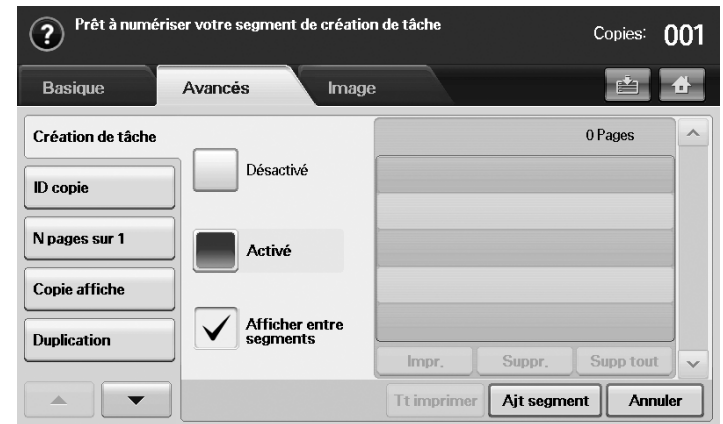 Prêt à numériser votre segment de création de tâche
Copies: 001
Basique
Avancés
Image
Création de tâche
ID copie
N pages sur 1
Copie affiche
Duplication
Désactivé
Activé
Afficher entre
segments
0 Pages
Impr.
Suppr.
Supp tout
Tt imprimer
Ajt segment
Annuler